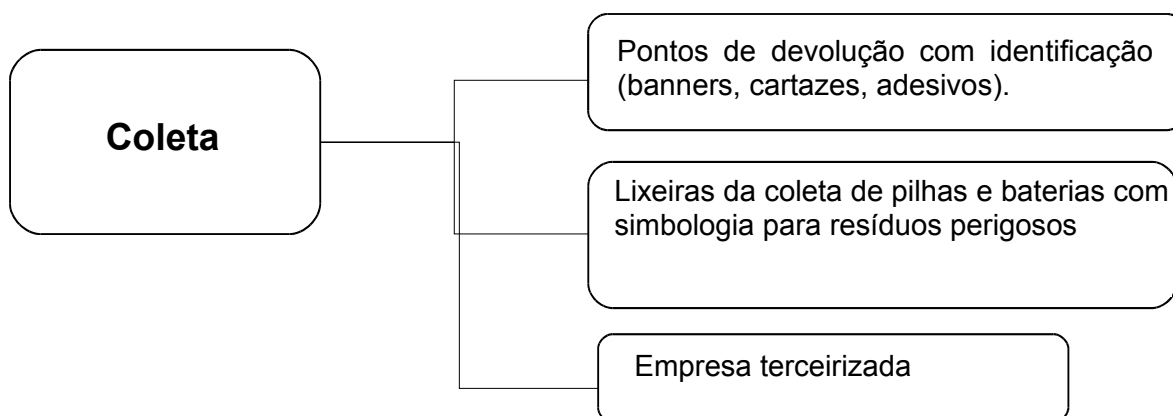 Coleta
Pontos de devolução com identificação
(banners, cartazes, adesivos).
Lixeiras da coleta de pilhas e baterias com
simbologia para resíduos perigosos
Empresa terceirizada